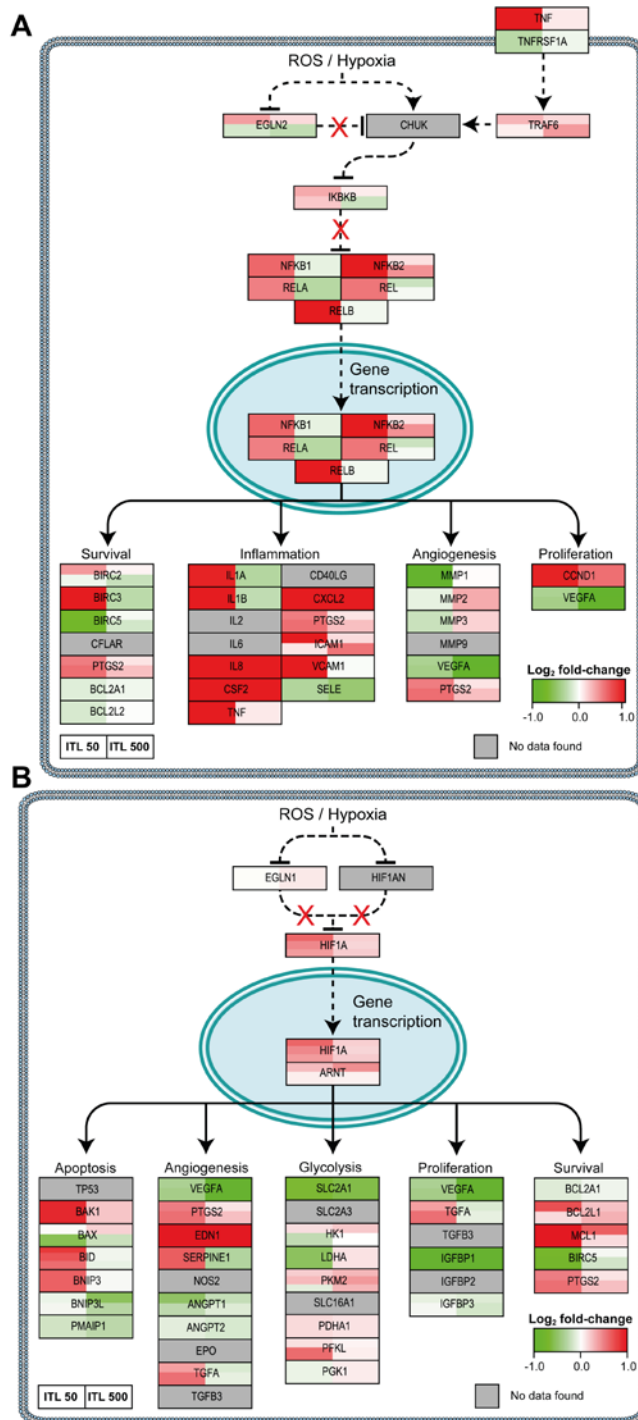 A
TNF
TNFRSF1A
ROS / Hypoxia
EGLN2
X
CHUK
TRAF6
IKBKB
X
NFKB1
NFKB2
RELA
REL
RELB
Gene
transcription
NFKB1
NFKB2
RELA
REL
RELB
Survival
BIRC2
BIRC3
BIRC5
CFLAR
PTGS2
BCL2A1
BCL2L2
Inflammation
IL1A
CD40LG
IL1B
CXCL2
IL2
PTGS2
IL6
ICAM1
IL8
VCAM1
CSF2
SELE
TNF
Angiogenesis
MMP1
MMP2
MMP3
MMP9
VEGFA
PTGS2
Proliferation
CCND1
VEGFA
Log2 fold-change
-1.0 0.0 1.0
ITL 50 ITL 500
No data found
B
ROS / Hypoxia
EGLN1
HIF1AN
X X
HIF1A
Gene
transcription
HIF1A
ARNT
Apoptosis
TP53
BAK1
BAX
BID
BNIP3
BNIP3L
PMAIP1
Angiogenesis
VEGFA
PTGS2
EDN1
SERPINE1
NOS2
ANGPT1
ANGPT2
EPO
TGFA
TGFB3
Glycolysis
SLC2A1
SLC2A3
HK1
LDHA
PKM2
SLC16A1
PDHA1
PFKL
PGK1
Proliferation
VEGFA
TGFA
TGFB3
IGFBP1
IGFBP2
IGFBP3
Survival
BCL2A1
BCL2L1
MCL1
BIRC5
PTGS2
Log2 fold-change
-1.0 0.0 1.0
ITL 50 ITL 500
No data found